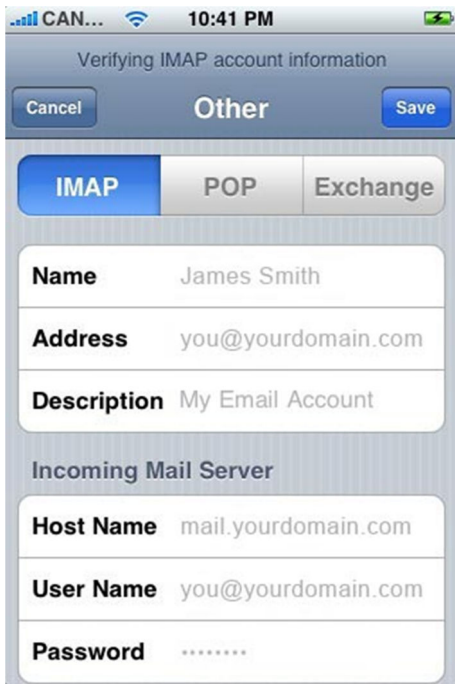 CAN... 10:41 PM
Verifying IMAP account information
Cancel Other Save
IMAP POP Exchange
Name James Smith
Address you@yourdomain.com
Description My Email Account
Incoming Mail Server
Host Name mail.yourdomain.com
User Name you@yourdomain.com
Password ········